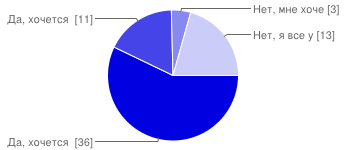 Нет, мне хоче [3]
Да, хочется [11]
Нет, я все у [13]
Да, хочется [36]